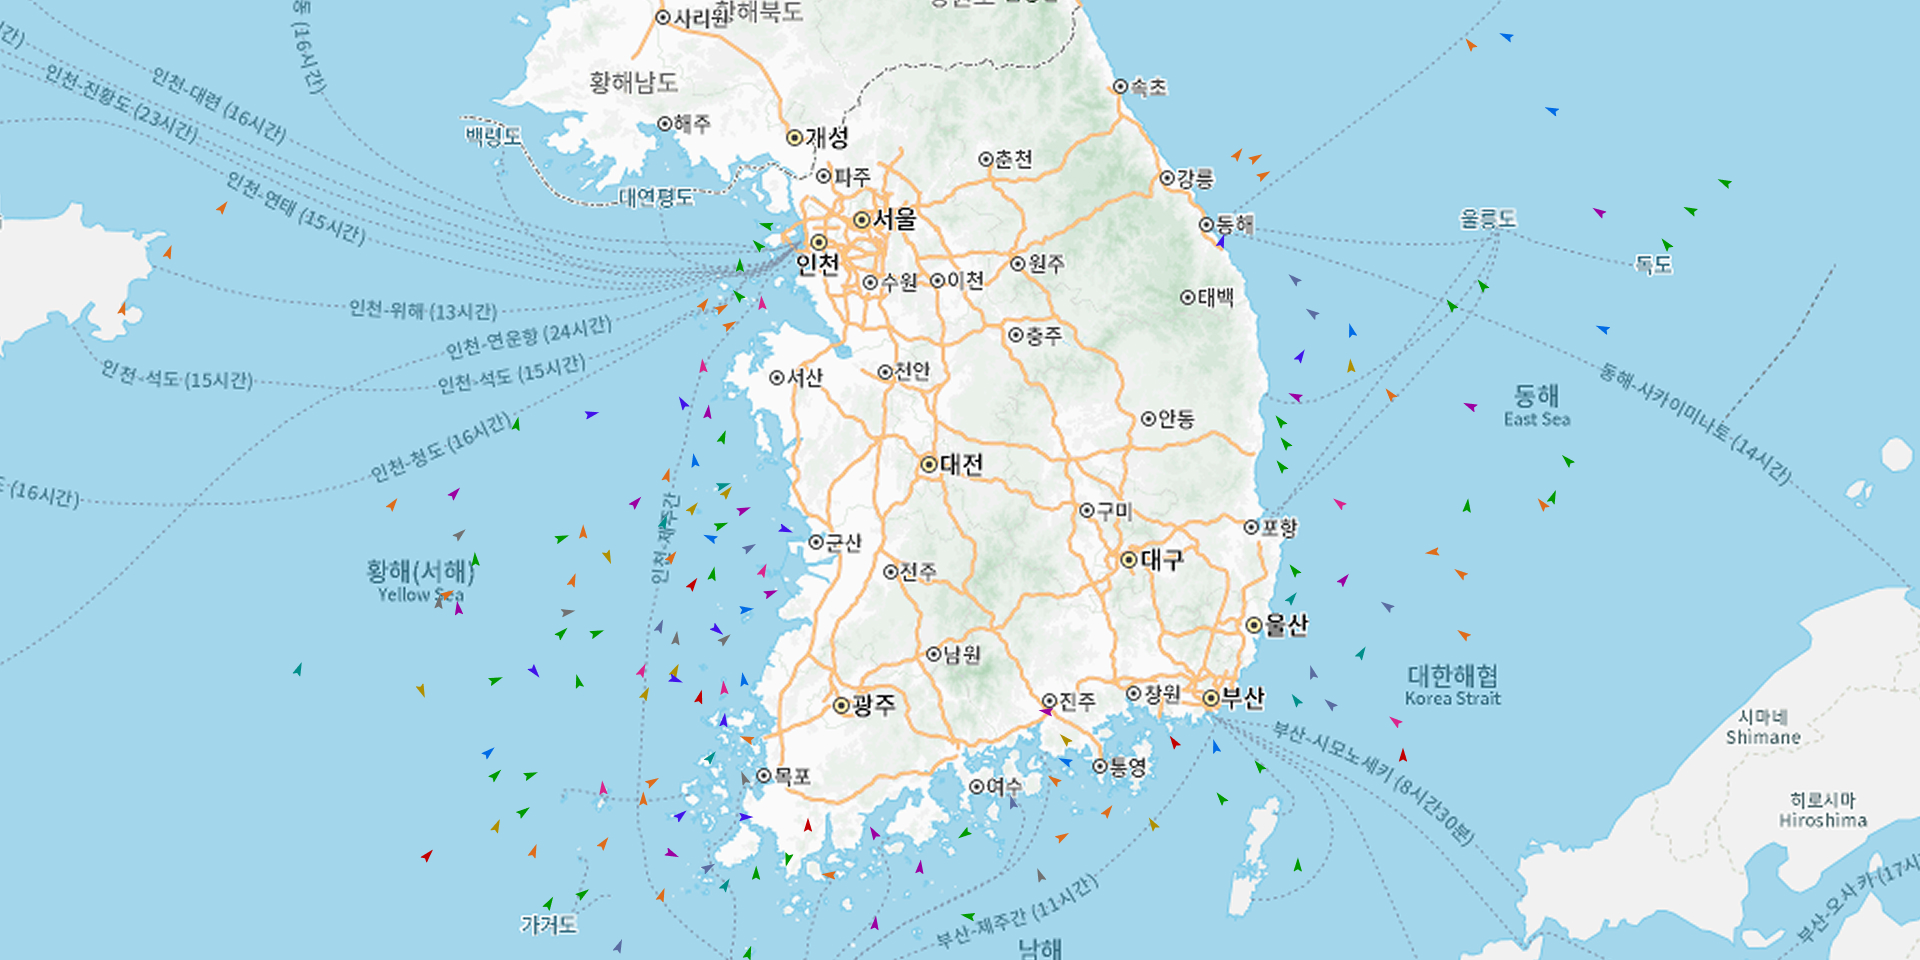 사리원
황해북도
황해남도
속초
해주
개성
백령도
대연평도
파주
춘천
강릉
서울
동해
울릉도
인천
독도
수원
이천
원주
태백
충주
서산
천안
안동
대전
구미
포항
군산
전주
대구
울산
남원
광주
진주
창원
부산
목포
여수
통영
가거도
남해
(16시간)
인천-대련 (16시간)
인천-진황도 (23시간)
인천-연태 (15시간)
인천-위해 (13시간)
인천-연운항 (24시간)
인천-석도 (15시간)
인천-석도 (15시간)
인천-청도 (16시간)
(16시간)
황해(서해)
Yellow Sea
동해
East Sea
동해-사카이미나토 (14시간)
대한해협
Korea Strait
부산-시모노세키 (8시간30분)
부산-제주간 (11시간)
시마네
Shimane
히로시마
Hiroshima
부산-오사카 (17시